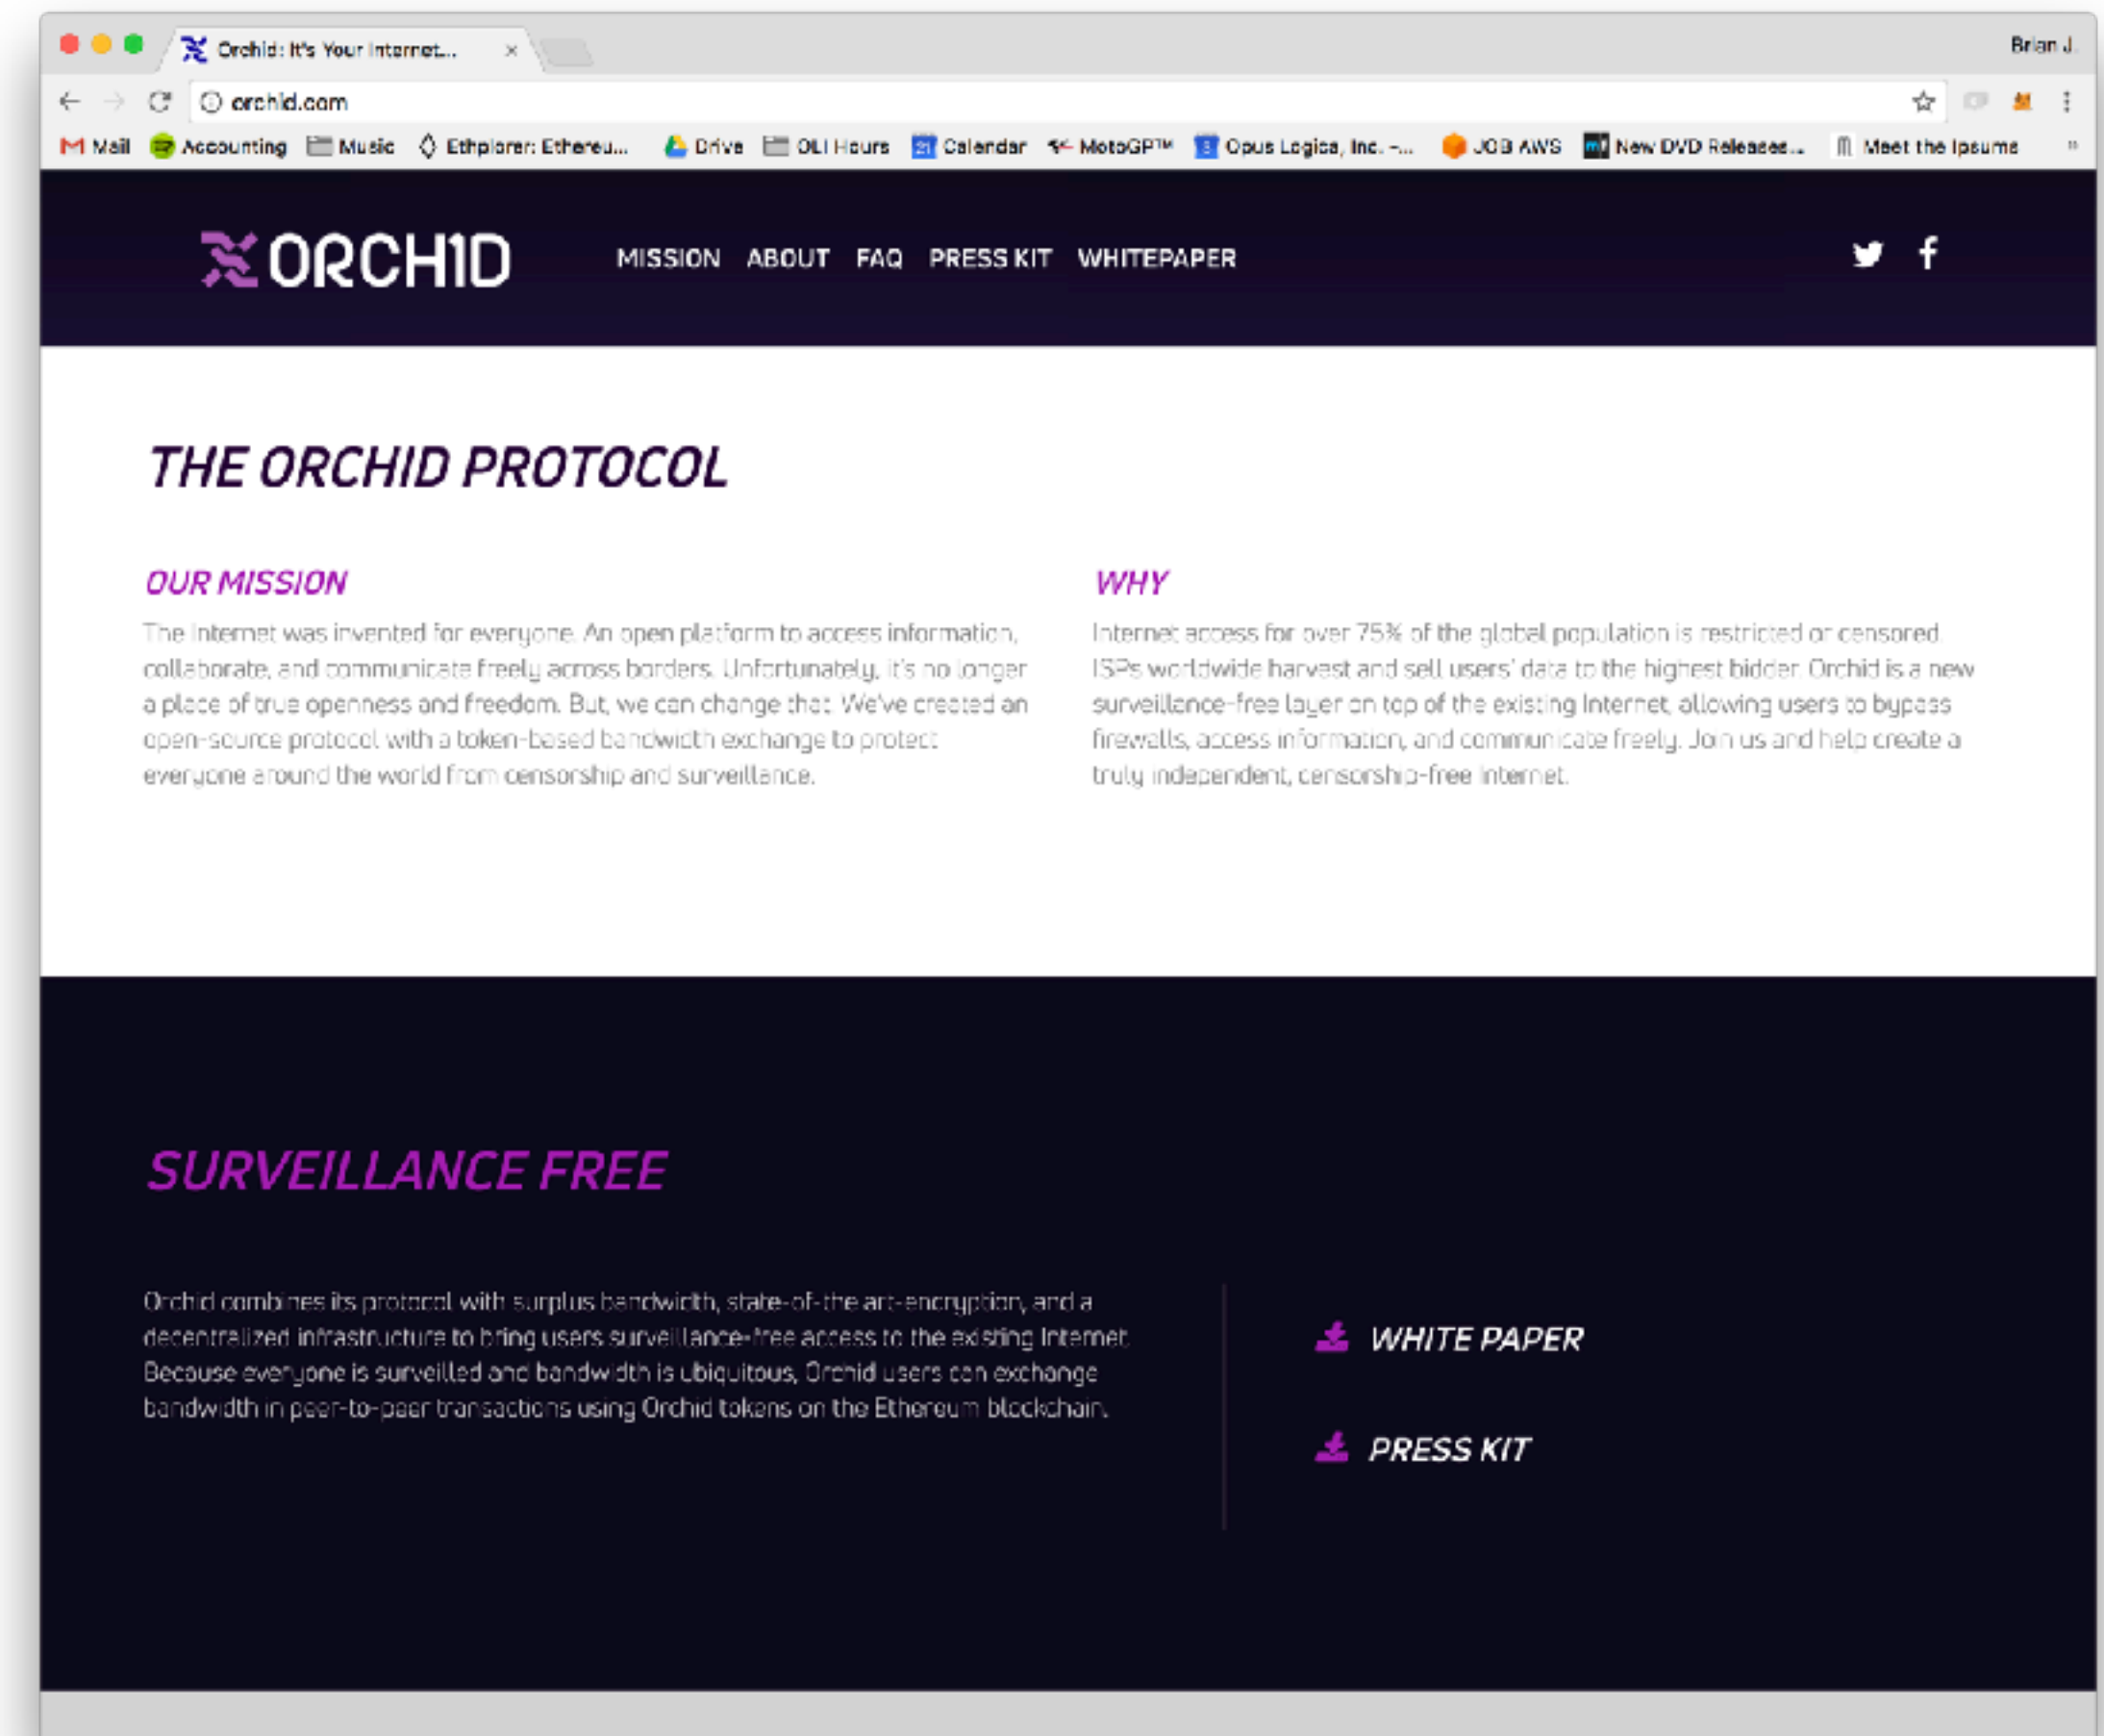 Orchid: It's Your Internet...
Brian J.
orchid.com
Mail Accounting Music Ethplorer: Ethereu... Drive OLI Hours 21 Calendar MotoGP™ 3 Opus Logica, Inc. -... JOB AWS New DVD Releases... Meet the Ipsums »
ORCH1D MISSION ABOUT FAQ PRESS KIT WHITEPAPER
THE ORCHID PROTOCOL
OUR MISSION
The Internet was invented for everyone. An open platform to access information,
collaborate, and communicate freely across borders. Unfortunately, it's no longer
a place of true openness and freedom. But, we can change that. We've created an
open-source protocol with a token-based bandwidth exchange to protect
everyone around the world from censorship and surveillance.
WHY
Internet access for over 75% of the global population is restricted or censored.
ISPs worldwide harvest and sell users' data to the highest bidder. Orchid is a new
surveillance-free layer on top of the existing Internet, allowing users to bypass
firewalls, access information, and communicate freely. Join us and help create a
truly independent, censorship-free Internet.
SURVEILLANCE FREE
Orchid combines its protocol with surplus bandwidth, state-of-the art-encryption, and a
decentralized infrastructure to bring users surveillance-free access to the existing Internet.
Because everyone is surveilled and bandwidth is ubiquitous, Orchid users can exchange
bandwidth in peer-to-peer transactions using Orchid tokens on the Ethereum blockchain.
WHITE PAPER
PRESS KIT